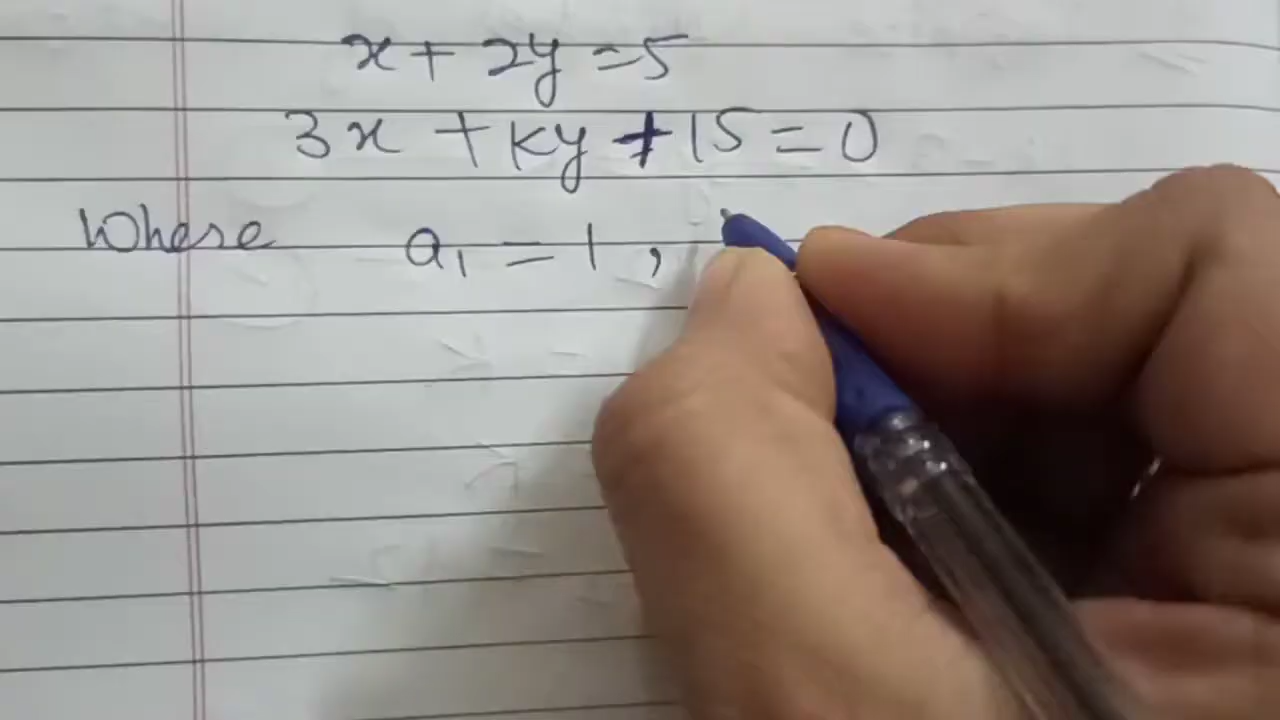 x + 2y = 5
3x + ky + 15 = 0
Where a₁ = 1,